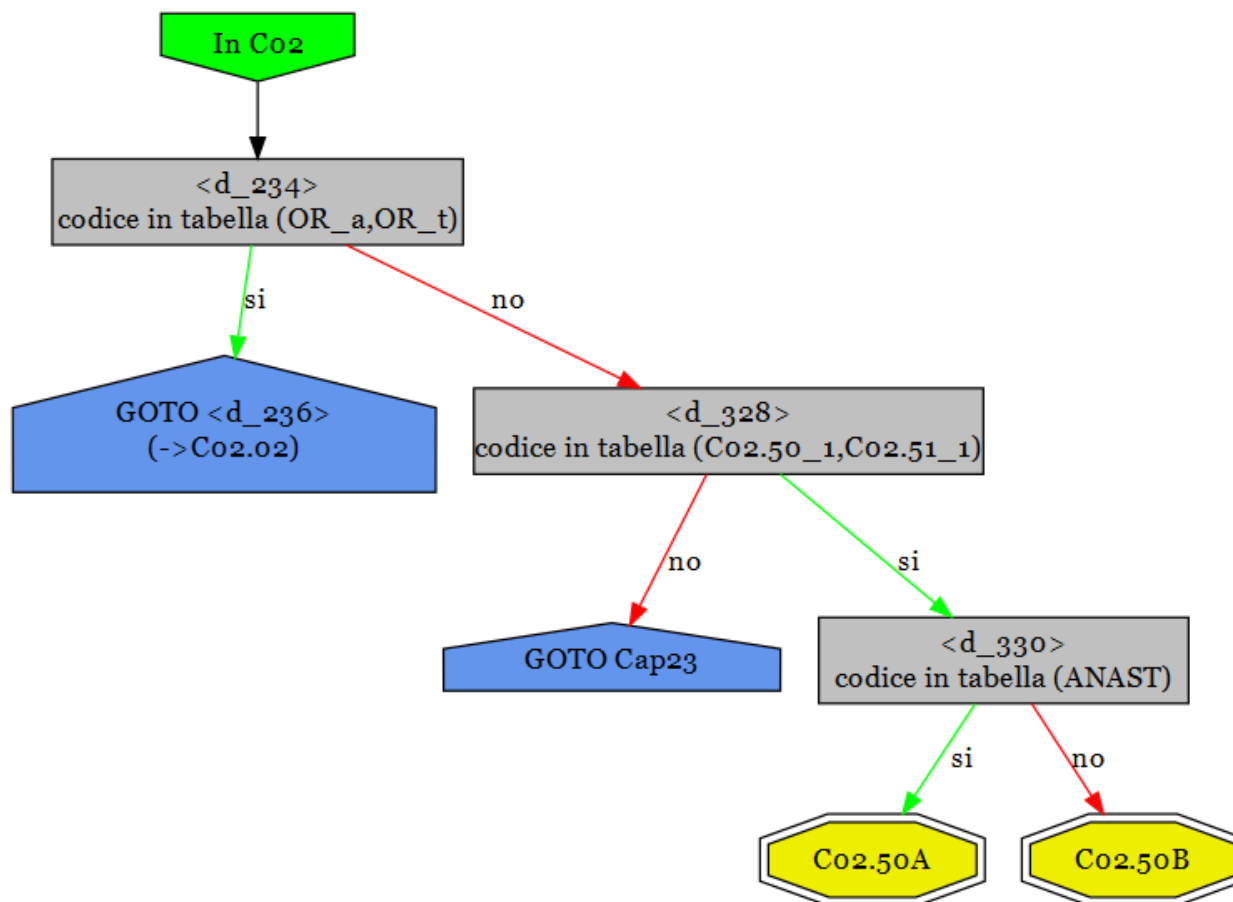 In C02
<d_234>
codice in tabella (OR_a,OR_t)
si
no
GOTO <d_236>
(->C02.02)
<d_328>
codice in tabella (C02.50_1,C02.51_1)
no
si
GOTO Cap23
<d_330>
codice in tabella (ANAST)
si
no
C02.50A
C02.50B